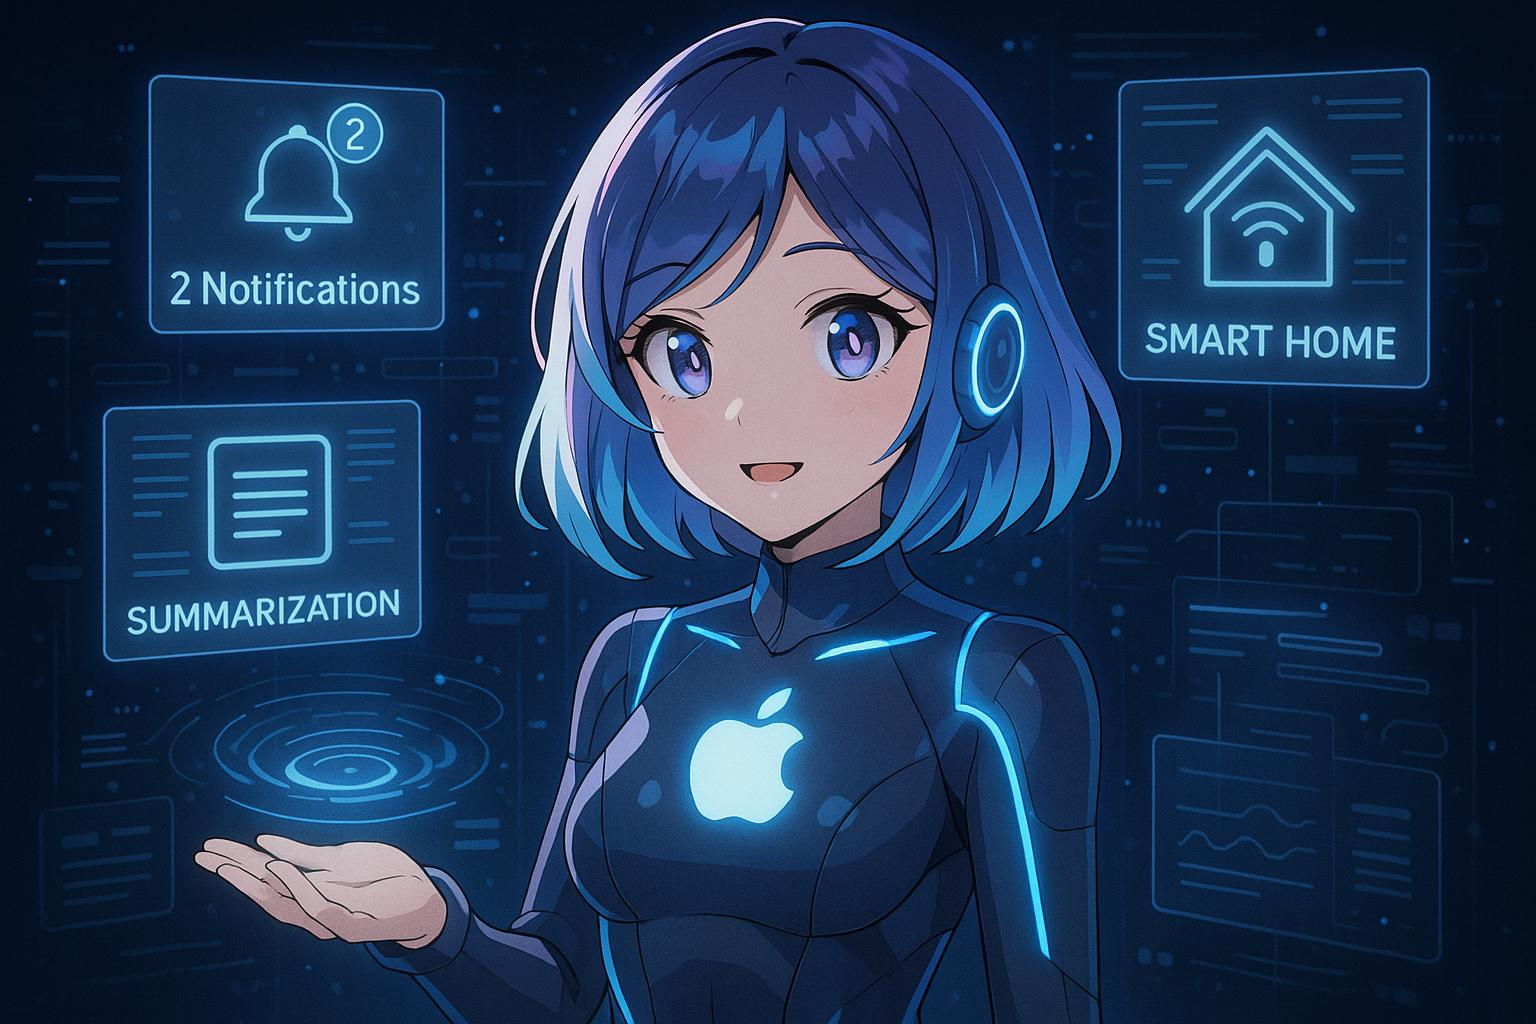 2
2 Notifications
SMART HOME
SUMMARIZATION